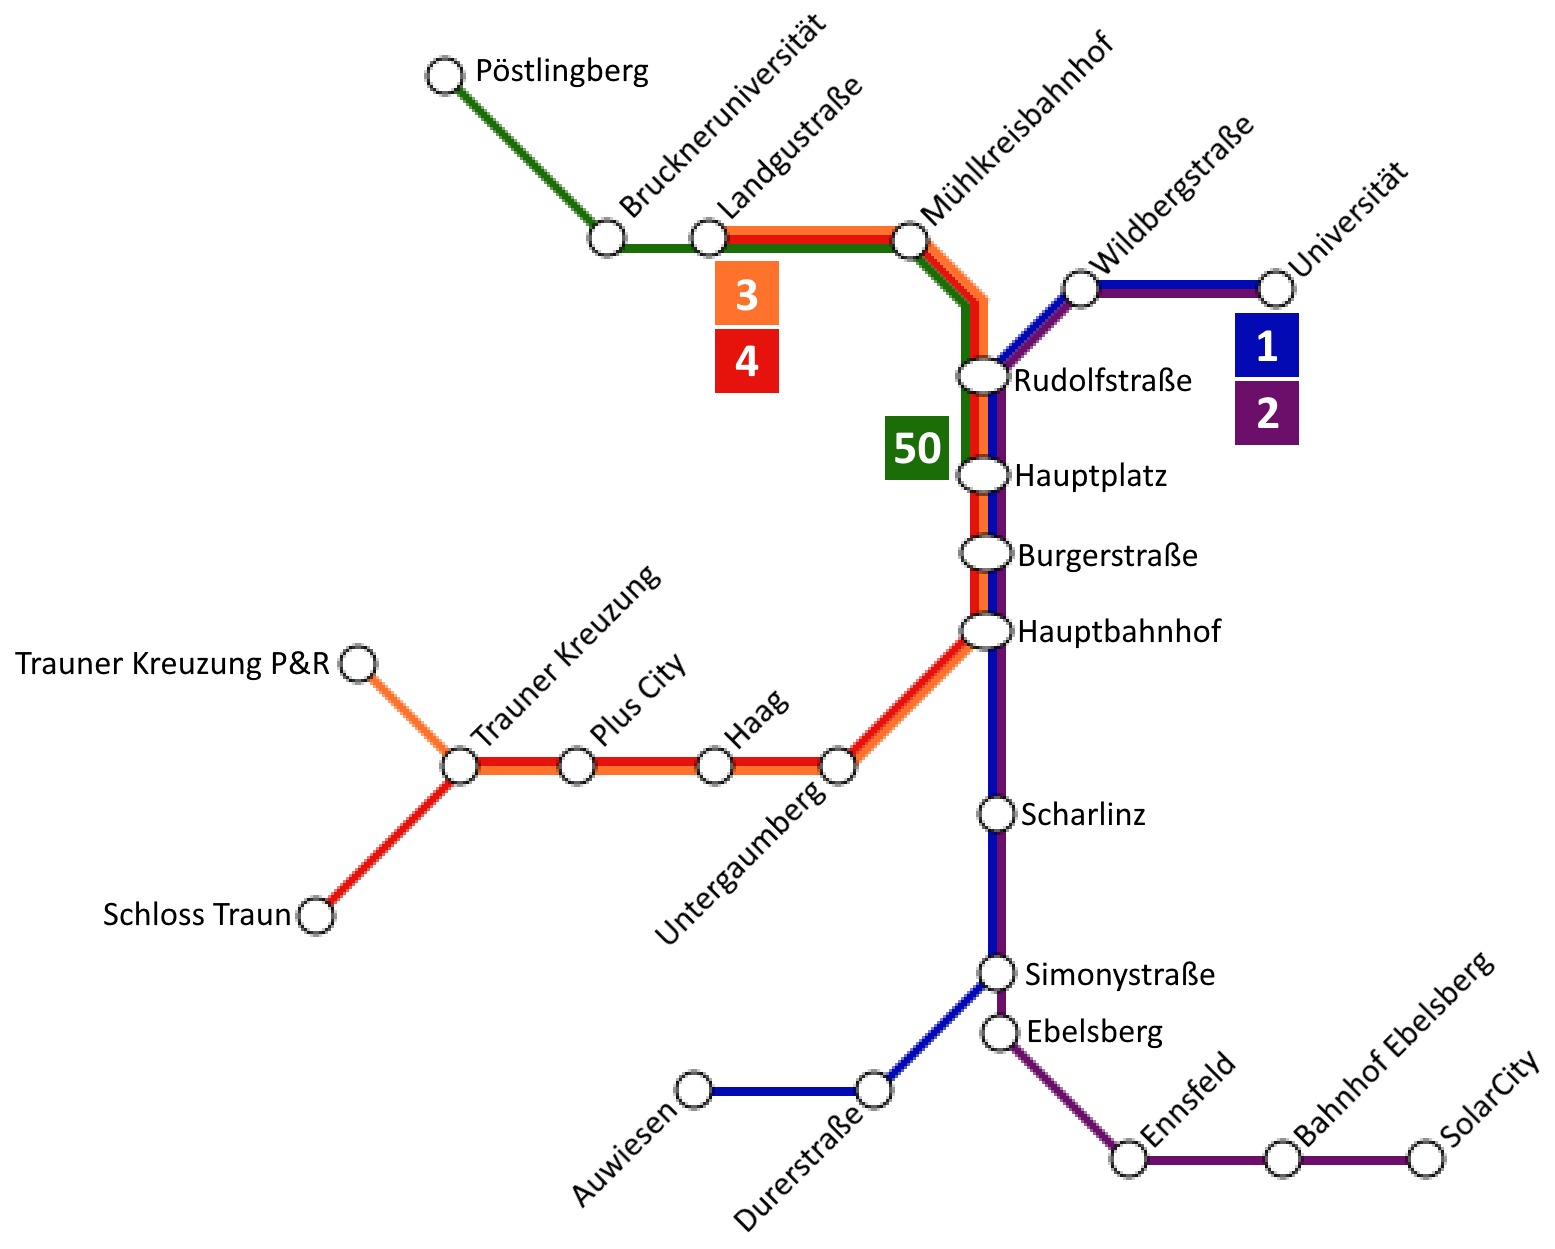 Pöstlingberg
Bruckneruniversität
Landgustraße
Mühlkreisbahnhof
Wildbergstraße
Universität
3
4
1
2
Rudolfstraße
50
Hauptplatz
Burgerstraße
Hauptbahnhof
Trauner Kreuzung P&R
Trauner Kreuzung
Plus City
Haag
Untergaumberg
Scharlinz
Schloss Traun
Simonystraße
Ebelsberg
Auwiesen
Durerstraße
Ennsfeld
Bahnhof Ebelsberg
SolarCity